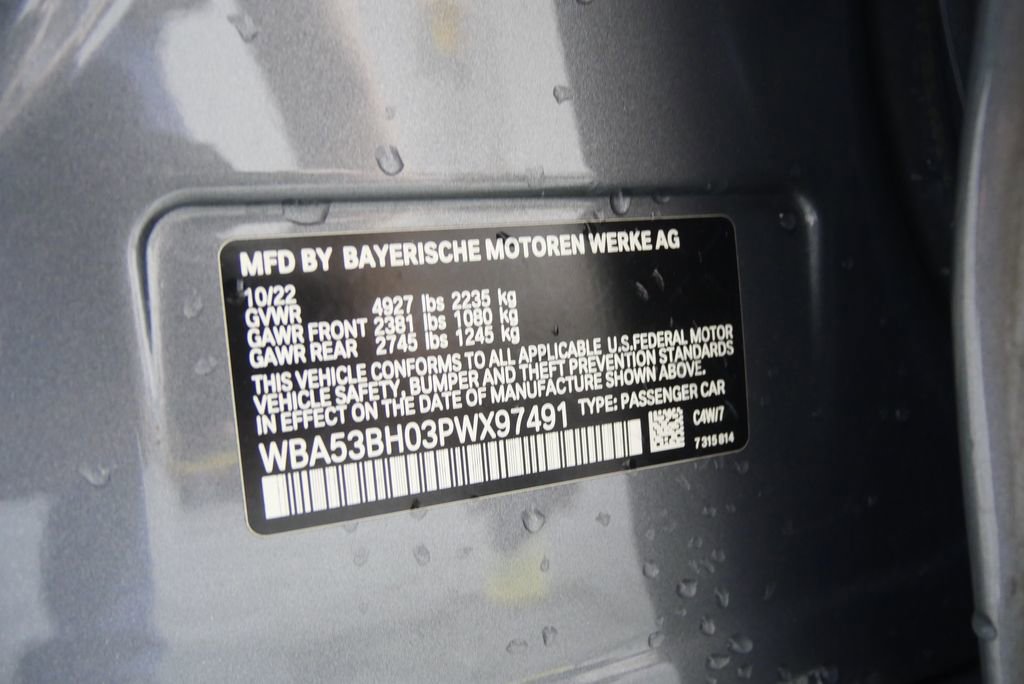 MFD BY BAYERISCHE MOTOREN WERKE AG
10/22
GVWR 4927 lbs 2235 kg
GAWR FRONT 2381 lbs 1080 kg
GAWR REAR 2745 lbs 1245 kg
THIS VEHICLE CONFORMS TO ALL APPLICABLE U.S.FEDERAL MOTOR
VEHICLE SAFETY, BUMPER AND THEFT PREVENTION STANDARDS
IN EFFECT ON THE DATE OF MANUFACTURE SHOWN ABOVE.
WBA53BH03PWX97491 TYPE: PASSENGER CAR
C4W/7
7 315 814